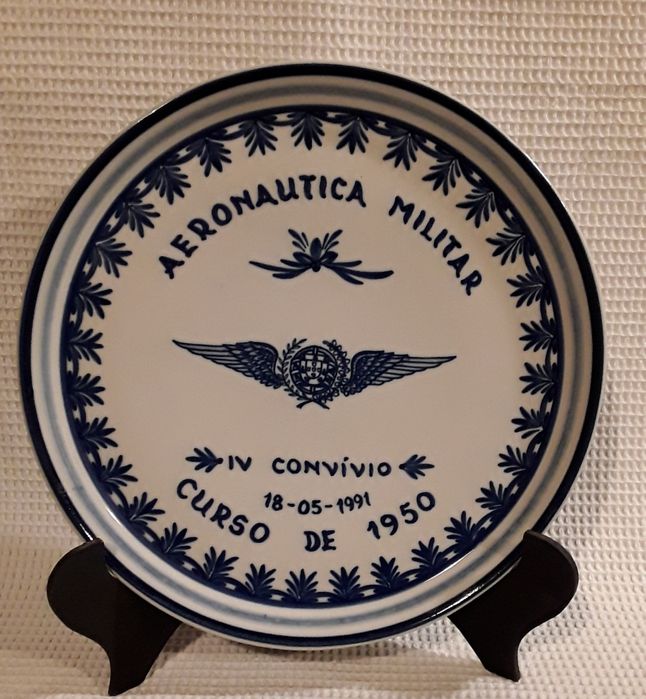 AERONAUTICA MILITAR
IV CONVÍVIO
18-05-1991
CURSO DE 1950